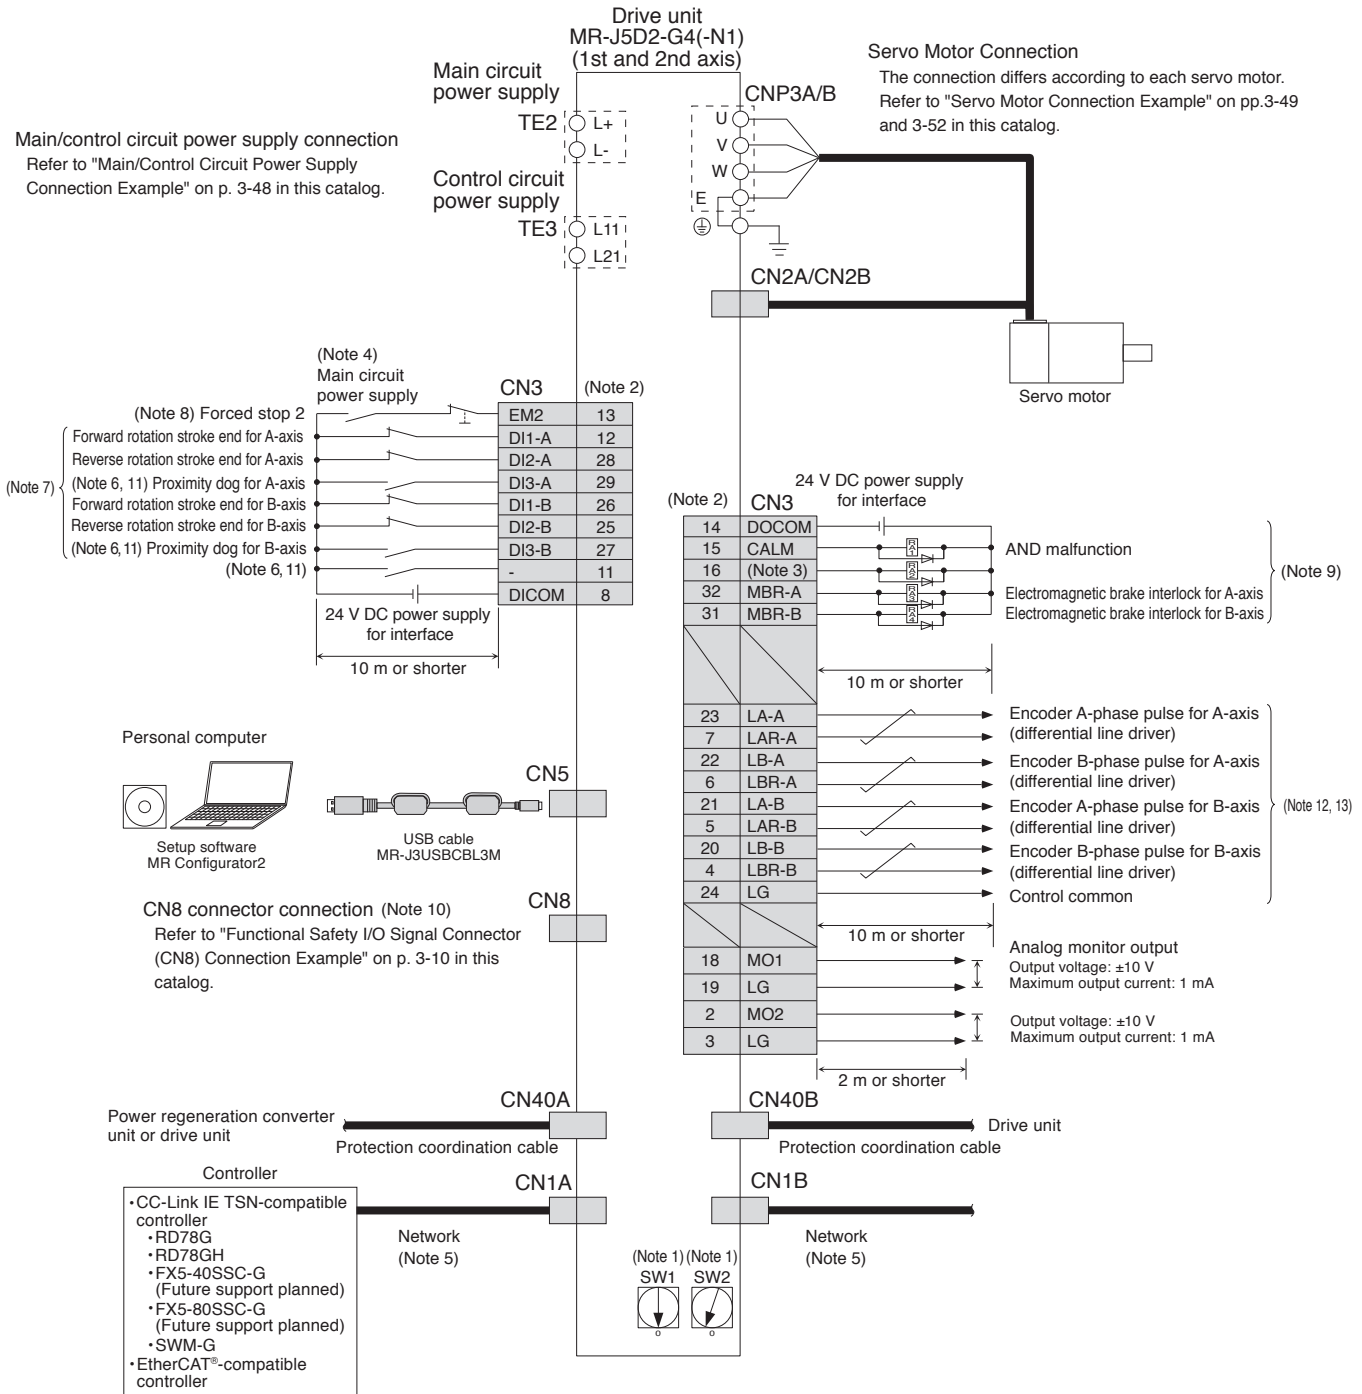 Drive unit
MR-J5D2-G4(-N1)
(1st and 2nd axis)
Servo Motor Connection
The connection differs according to each servo motor.
Refer to "Servo Motor Connection Example" on pp.3-49
and 3-52 in this catalog.
Main circuit
power supply
CNP3A/B
TE2
L+
L-
U
V
W
E
Main/control circuit power supply connection
Refer to "Main/Control Circuit Power Supply
Connection Example" on p. 3-48 in this catalog.
Control circuit
power supply
TE3
L11
L21
CN2A/CN2B
Servo motor
(Note 4)
Main circuit
power supply
CN3
(Note 2)
(Note 8) Forced stop 2
EM2 13
Forward rotation stroke end for A-axis
DI1-A 12
Reverse rotation stroke end for A-axis
DI2-A 28
(Note 7)
(Note 6, 11) Proximity dog for A-axis
DI3-A 29
Forward rotation stroke end for B-axis
DI1-B 26
Reverse rotation stroke end for B-axis
DI2-B 25
(Note 6, 11) Proximity dog for B-axis
DI3-B 27
(Note 6, 11)
- 11
DICOM 8
24 V DC power supply
for interface
10 m or shorter
24 V DC power supply
for interface
(Note 2)
CN3
14 DOCOM
15 CALM
RA1
AND malfunction
16 (Note 3)
RA2
(Note 9)
32 MBR-A
RA3
Electromagnetic brake interlock for A-axis
31 MBR-B
RA4
Electromagnetic brake interlock for B-axis
10 m or shorter
23 LA-A
Encoder A-phase pulse for A-axis
7 LAR-A
(differential line driver)
22 LB-A
Encoder B-phase pulse for A-axis
6 LBR-A
(differential line driver)
21 LA-B
Encoder A-phase pulse for B-axis
(Note 12, 13)
5 LAR-B
(differential line driver)
20 LB-B
Encoder B-phase pulse for B-axis
4 LBR-B
(differential line driver)
24 LG
Control common
10 m or shorter
Analog monitor output
18 MO1
Output voltage: ±10 V
19 LG
Maximum output current: 1 mA
2 MO2
Output voltage: ±10 V
3 LG
Maximum output current: 1 mA
2 m or shorter
Personal computer
CN5
Setup software
MR Configurator2
USB cable
MR-J3USBCBL3M
CN8
CN8 connector connection (Note 10)
Refer to "Functional Safety I/O Signal Connector
(CN8) Connection Example" on p. 3-10 in this
catalog.
CN40A
Power regeneration converter
unit or drive unit
Protection coordination cable
CN40B
Drive unit
Protection coordination cable
Controller
CN1A
CN1B
•CC-Link IE TSN-compatible
controller
•RD78G
•RD78GH
•FX5-40SSC-G
(Future support planned)
•FX5-80SSC-G
(Future support planned)
•SWM-G
•EtherCAT®-compatible
controller
Network
(Note 5)
Network
(Note 5)
(Note 1) (Note 1)
SW1 SW2
0 0